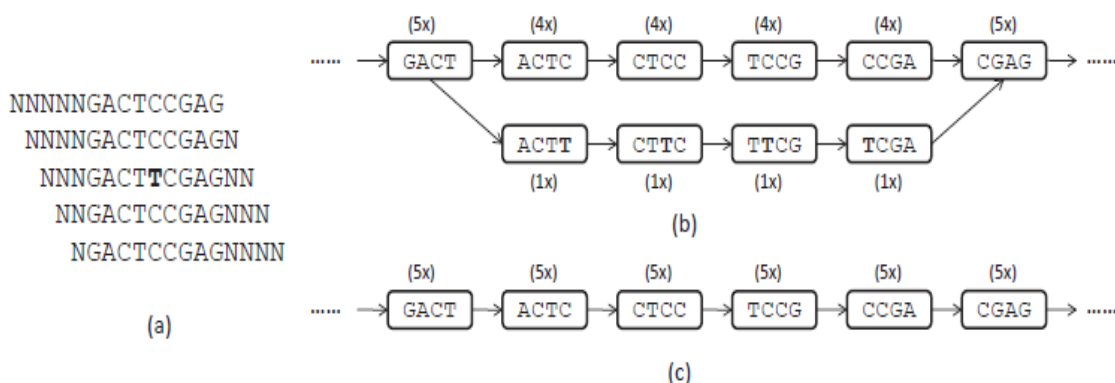 NNNNNGACTCCGAG
NNNNGACTCCGAGN
NNNGACTTCGAGNN
NNGACTCCGAGNNN
NGACTCCGAGNNNN
(a)
(5x) (4x) (4x) (4x) (4x) (5x)
...... GACT ACTC CTCC TCCG CCGA CGAG ......
ACTT CTTC TTCG TCGA
(1x) (1x) (1x) (1x)
(b)
(5x) (5x) (5x) (5x) (5x) (5x)
...... GACT ACTC CTCC TCCG CCGA CGAG ......
(c)